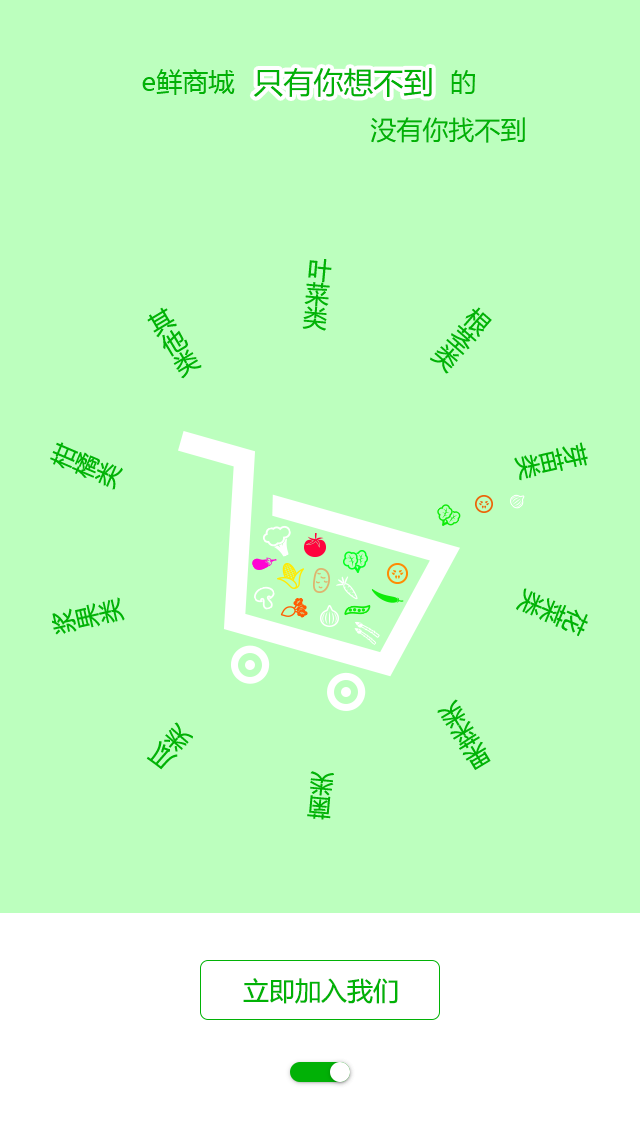 e鲜商城 只有你想不到 的
没有你找不到
叶菜类
根茎类
芽苗类
花菜类
果菜类
菌类
瓜类
浆果类
柑橘类
其他类
立即加入我们